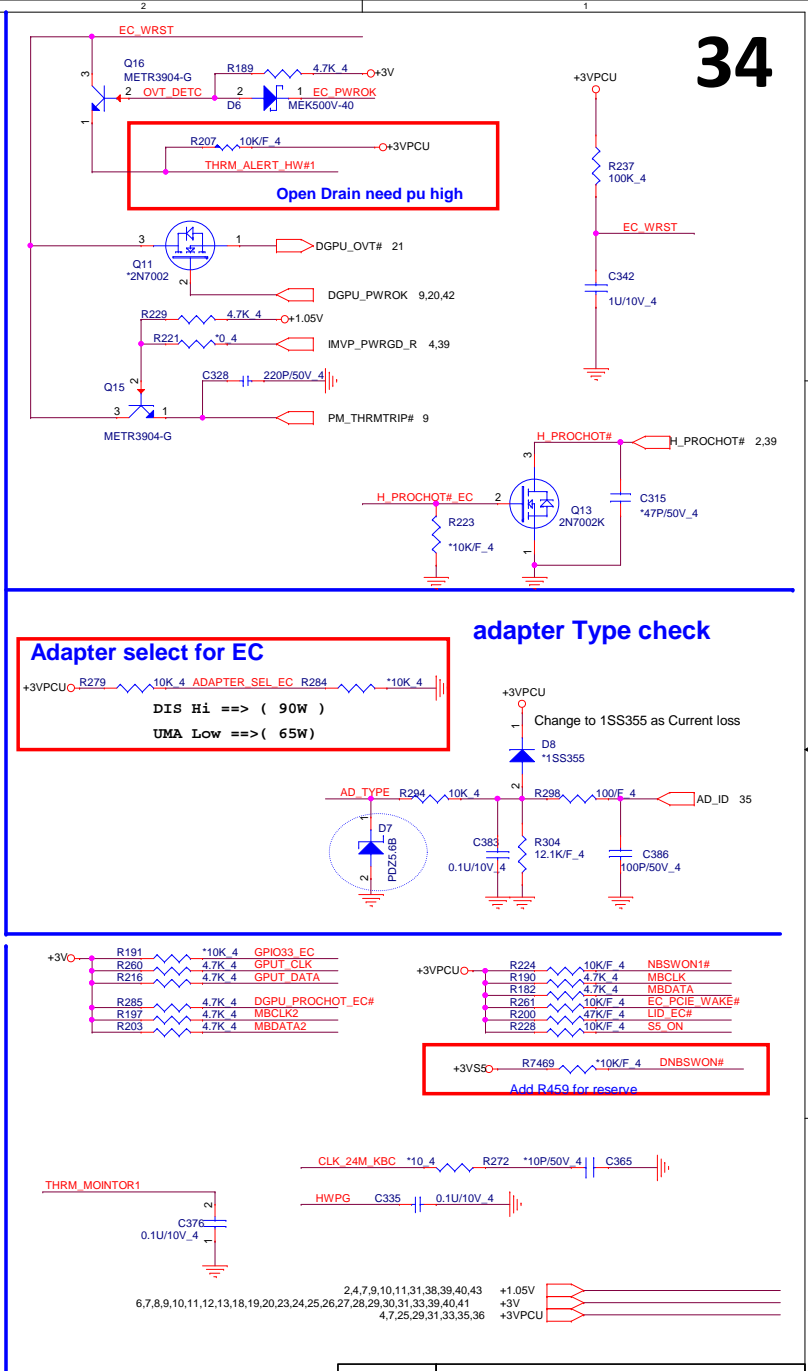 2
1
34
EC_WRST
Q16
METR3904-G
3
2
1
OVT_DETC
R189
4.7K_4
+3V
2
1
D6
MEK500V-40
EC_PWROK
R207
10K/F_4
+3VPCU
THRM_ALERT_HW#1
Open Drain need pu high
+3VPCU
R237
100K_4
EC_WRST
C342
1U/10V_4
3
1
2
Q11
*2N7002
DGPU_OVT# 21
DGPU_PWROK 9,20,42
R229
4.7K_4
+1.05V
R221
*0_4
IMVP_PWRGD_R 4,39
C328
220P/50V_4
Q15
2
3
1
METR3904-G
PM_THRMTRIP# 9
H_PROCHOT#
H_PROCHOT# 2,39
3
H_PROCHOT#_EC
2
1
Q13
2N7002K
R223
*10K/F_4
C315
*47P/50V_4
Adapter select for EC
+3VPCU
R279
10K_4
ADAPTER_SEL_EC
R284
*10K_4
DIS Hi ==> ( 90W )
UMA Low ==>( 65W)
adapter Type check
+3VPCU
1
Change to 1SS355 as Current loss
D8
*1SS355
2
AD_TYPE
R294
10K_4
R298
100/F_4
AD_ID 35
1
D7
PDZ5.6B
2
C383
0.1U/10V_4
R304
12.1K/F_4
C386
100P/50V_4
+3V
R191 *10K_4 GPIO33_EC
R260 4.7K_4 GPUT_CLK
R216 4.7K_4 GPUT_DATA
R285 4.7K_4 DGPU_PROCHOT_EC#
R197 4.7K_4 MBCLK2
R203 4.7K_4 MBDATA2
+3VPCU
R224 10K/F_4 NBSWON1#
R190 4.7K_4 MBCLK
R182 4.7K_4 MBDATA
R261 10K/F_4 EC_PCIE_WAKE#
R200 47K/F_4 LID_EC#
R228 10K/F_4 S5_ON
+3VS5
R7469
*10K/F_4
DNBSWON#
Add R459 for reserve
CLK_24M_KBC
*10_4
R272
*10P/50V_4
C365
THRM_MOINTOR1
2
C376
0.1U/10V_4
1
HWPG
C335
0.1U/10V_4
2,4,7,9,10,11,31,38,39,40,43 +1.05V
6,7,8,9,10,11,12,13,18,19,20,23,24,25,26,27,28,29,30,31,33,39,40,41 +3V
4,7,25,29,31,33,35,36 +3VPCU